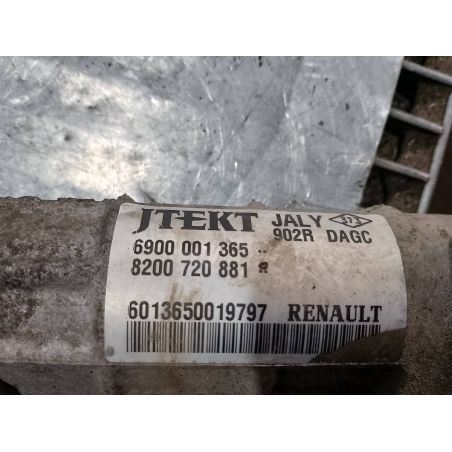 JTEKT JALY
902R DAGC
6900 001 365 --
8200 720 881
6013650019797 RENAULT